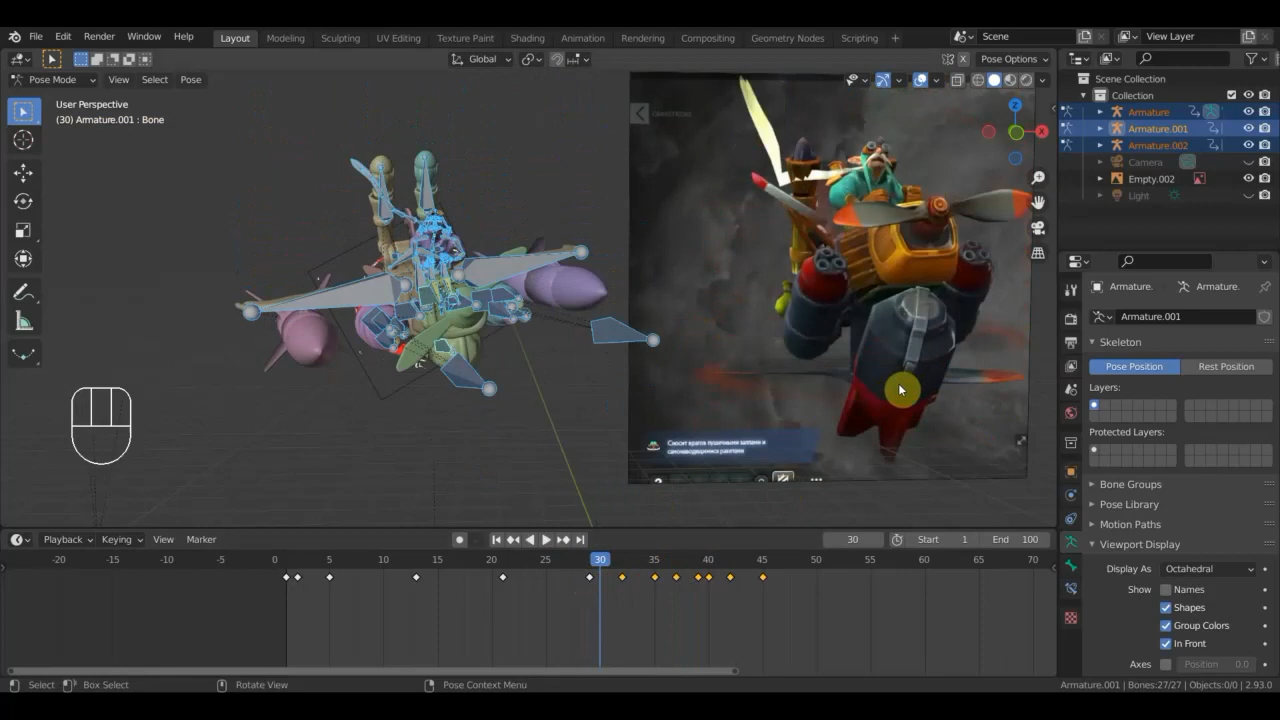 File Edit Render Window Help Layout Modeling Sculpting UV Editing Texture Paint Shading Animation Rendering Compositing Geometry Nodes Scripting + Scene View Layer
Global Pose Options
Pose Mode View Select Pose
User Perspective
(30) Armature.001 : Bone
Z
X
Scene Collection
Collection
Armature
Armature.001
Armature.002
Camera
Empty.002
Light
Armature. Armature.
Armature.001
Skeleton
Pose Position Rest Position
Layers:
Protected Layers:
Bone Groups
Pose Library
Motion Paths
Viewport Display
Display As Octahedral
Show Names
Shapes
Group Colors
In Front
Axes Position 0.0
Playback Keying View Marker 30 Start 1 End 100
-20 -15 -10 -5 0 5 10 15 20 25 30 35 40 45 50 55 60 65 70
Select Box Select Rotate View Pose Context Menu Armature.001 | Bones:27/27 | Objects:0/0 | 2.93.0